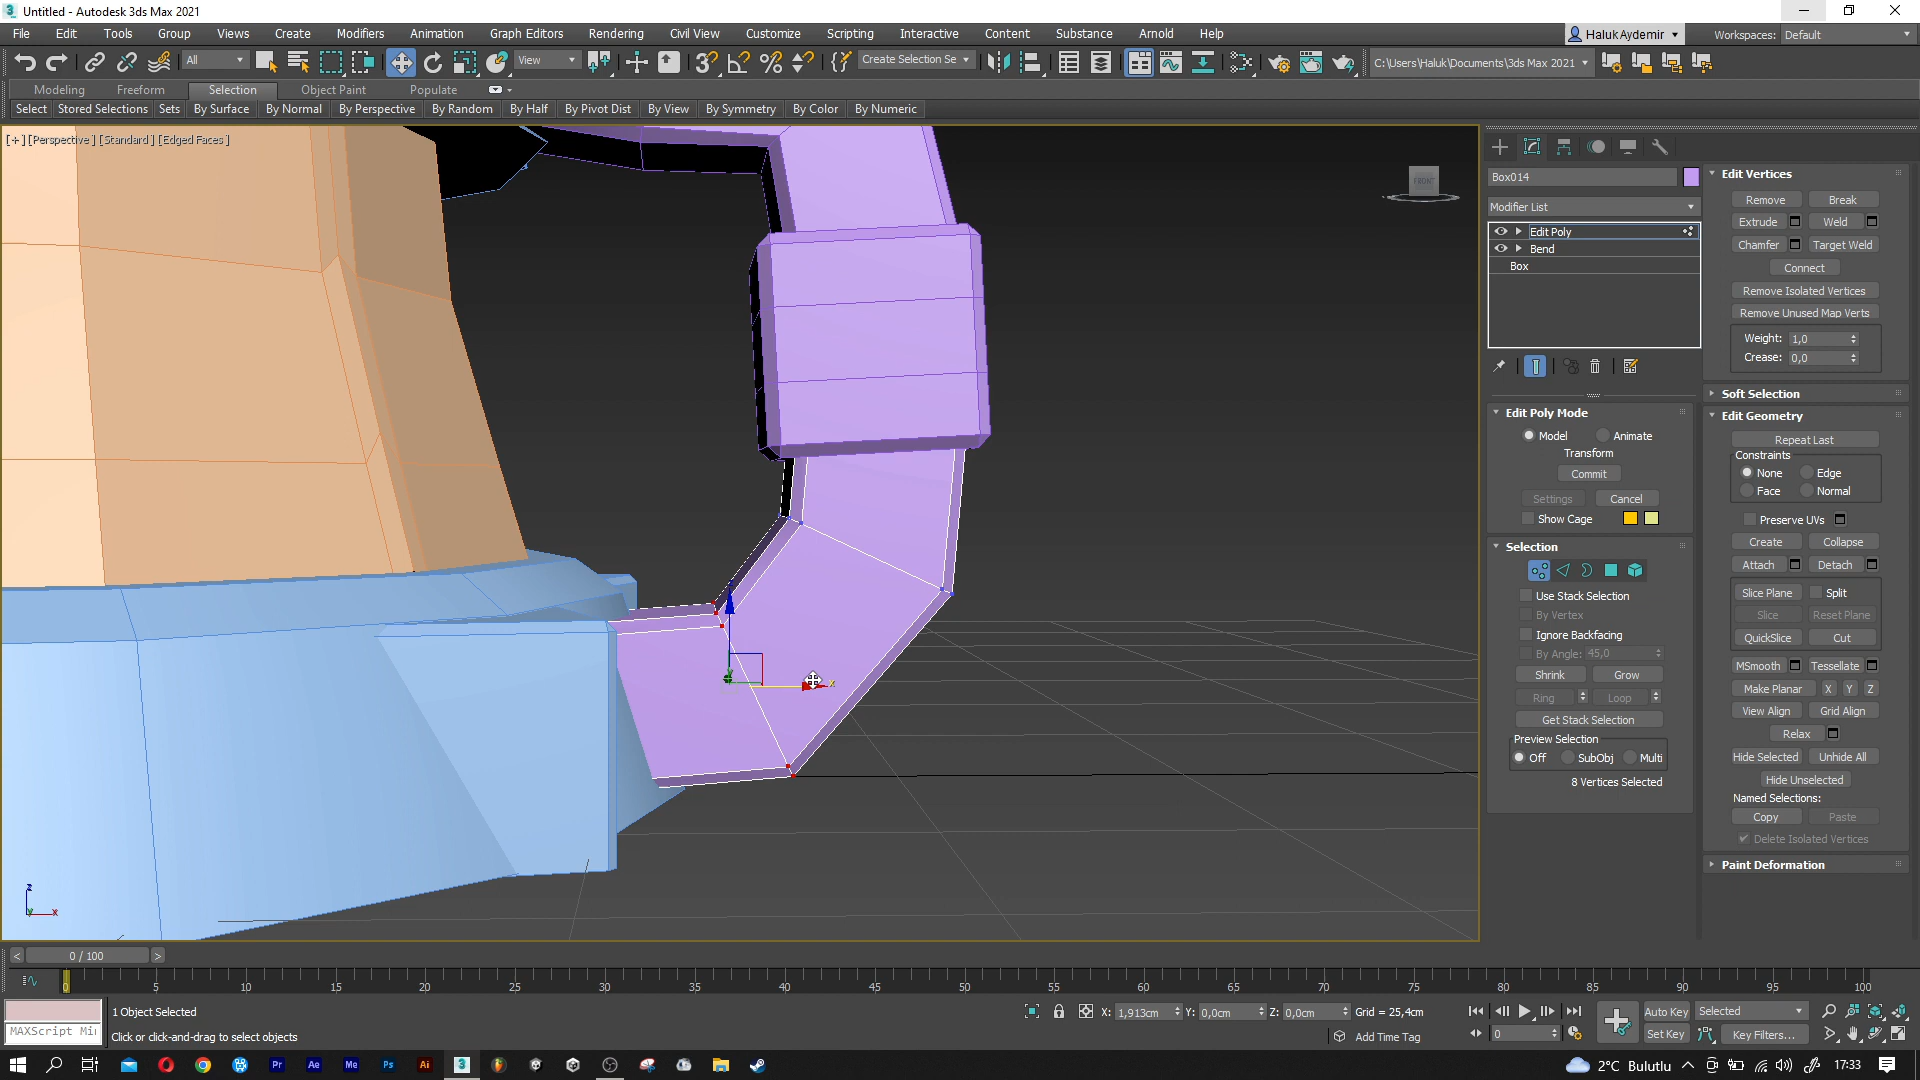 Untitled - Autodesk 3ds Max 2021
File Edit Tools Group Views Create Modifiers Animation Graph Editors Rendering Civil View Customize Scripting Interactive Content Substance Arnold Help Haluk Aydemir Workspaces: Default
All View Create Selection Se C:\Users\Haluk\Documents\3ds Max 2021
Modeling Freeform Selection Object Paint Populate
Select Stored Selections Sets By Surface By Normal By Perspective By Random By Half By Pivot Dist By View By Symmetry By Color By Numeric
[+] [Perspective] [Standard] [Edged Faces]
FRONT
x
z
x
Box014
Modifier List
Edit Poly
Bend
Box
Edit Poly Mode
Model Animate
Transform
Commit
Settings Cancel
Show Cage
Selection
Use Stack Selection
By Vertex
Ignore Backfacing
By Angle: 45,0
Shrink Grow
Ring Loop
Get Stack Selection
Preview Selection
Off SubObj Multi
8 Vertices Selected
Edit Vertices
Remove Break
Extrude Weld
Chamfer Target Weld
Connect
Remove Isolated Vertices
Remove Unused Map Verts
Weight: 1,0
Crease: 0,0
Soft Selection
Edit Geometry
Repeat Last
Constraints
None Edge
Face Normal
Preserve UVs
Create Collapse
Attach Detach
Slice Plane Split
Slice Reset Plane
QuickSlice Cut
MSmooth Tessellate
Make Planar X Y Z
View Align Grid Align
Relax
Hide Selected Unhide All
Hide Unselected
Named Selections:
Copy Paste
Delete Isolated Vertices
Paint Deformation
< 0 / 100 >
0 5 10 15 20 25 30 35 40 45 50 55 60 65 70 75 80 85 90 95 100
1 Object Selected X: 1,913cm Y: 0,0cm Z: 0,0cm Grid = 25,4cm Auto Key Selected
MAXScript Mi Click or click-and-drag to select objects Add Time Tag 0 Set Key Key Filters...
Pr Ae Me Ps Ai 3 2°C Bulutlu 17:33